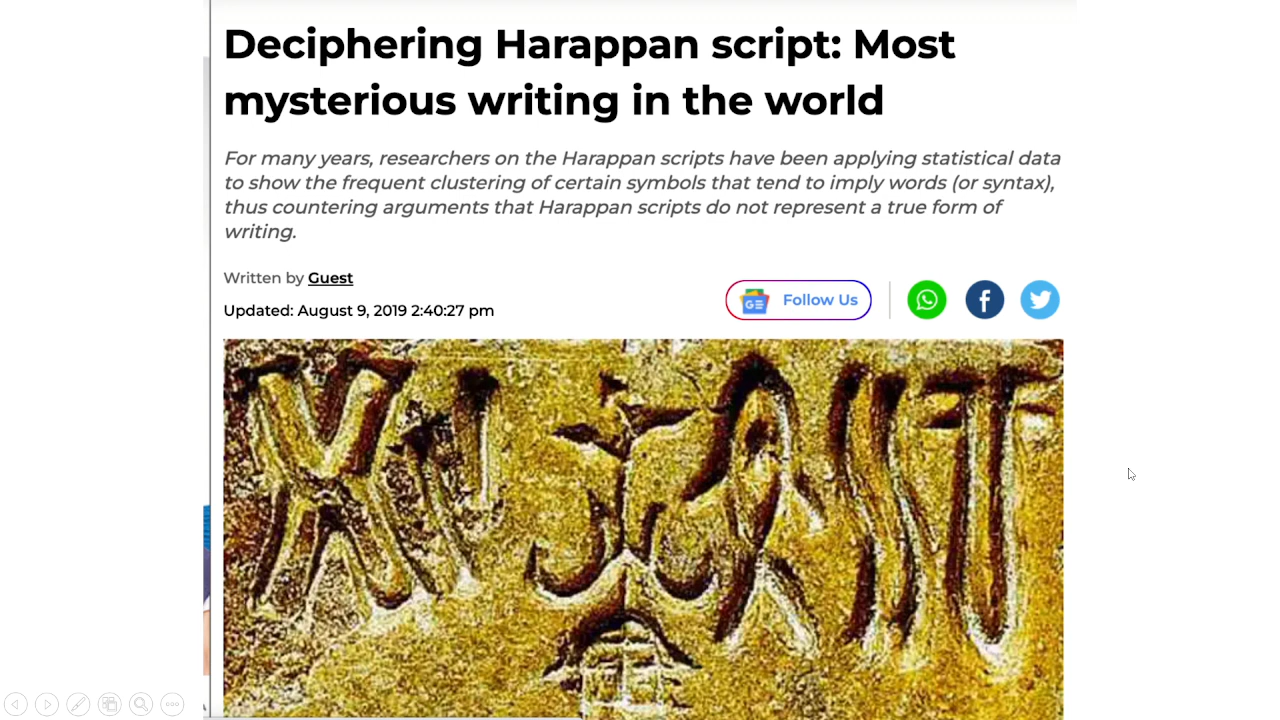 Deciphering Harappan script: Most
mysterious writing in the world
For many years, researchers on the Harappan scripts have been applying statistical data
to show the frequent clustering of certain symbols that tend to imply words (or syntax),
thus countering arguments that Harappan scripts do not represent a true form of
writing.
Written by Guest
Updated: August 9, 2019 2:40:27 pm
GE Follow Us